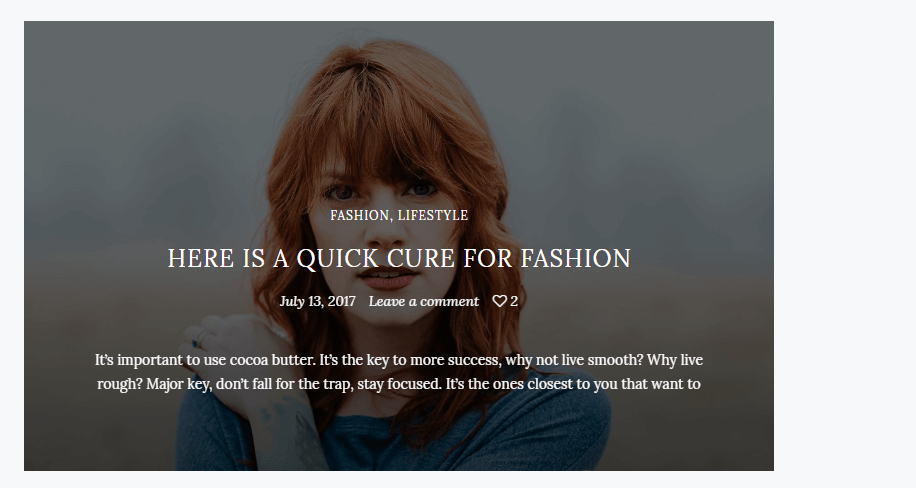 FASHION, LIFESTYLE
HERE IS A QUICK CURE FOR FASHION
July 13, 2017 Leave a comment ♡ 2
It's important to use cocoa butter. It's the key to more success, why not live smooth? Why live
rough? Major key, don't fall for the trap, stay focused. It's the ones closest to you that want to